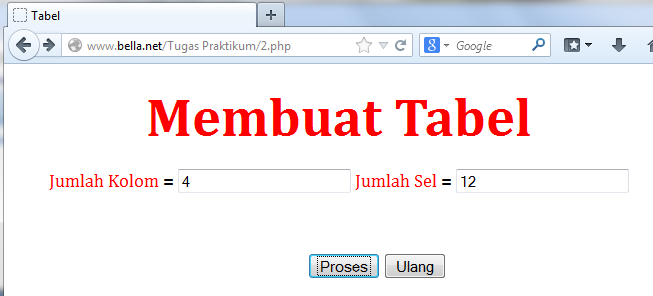 Tabel
www.bella.net/Tugas Praktikum/2.php
Google
Membuat Tabel
Jumlah Kolom = 4 Jumlah Sel = 12
Proses Ulang